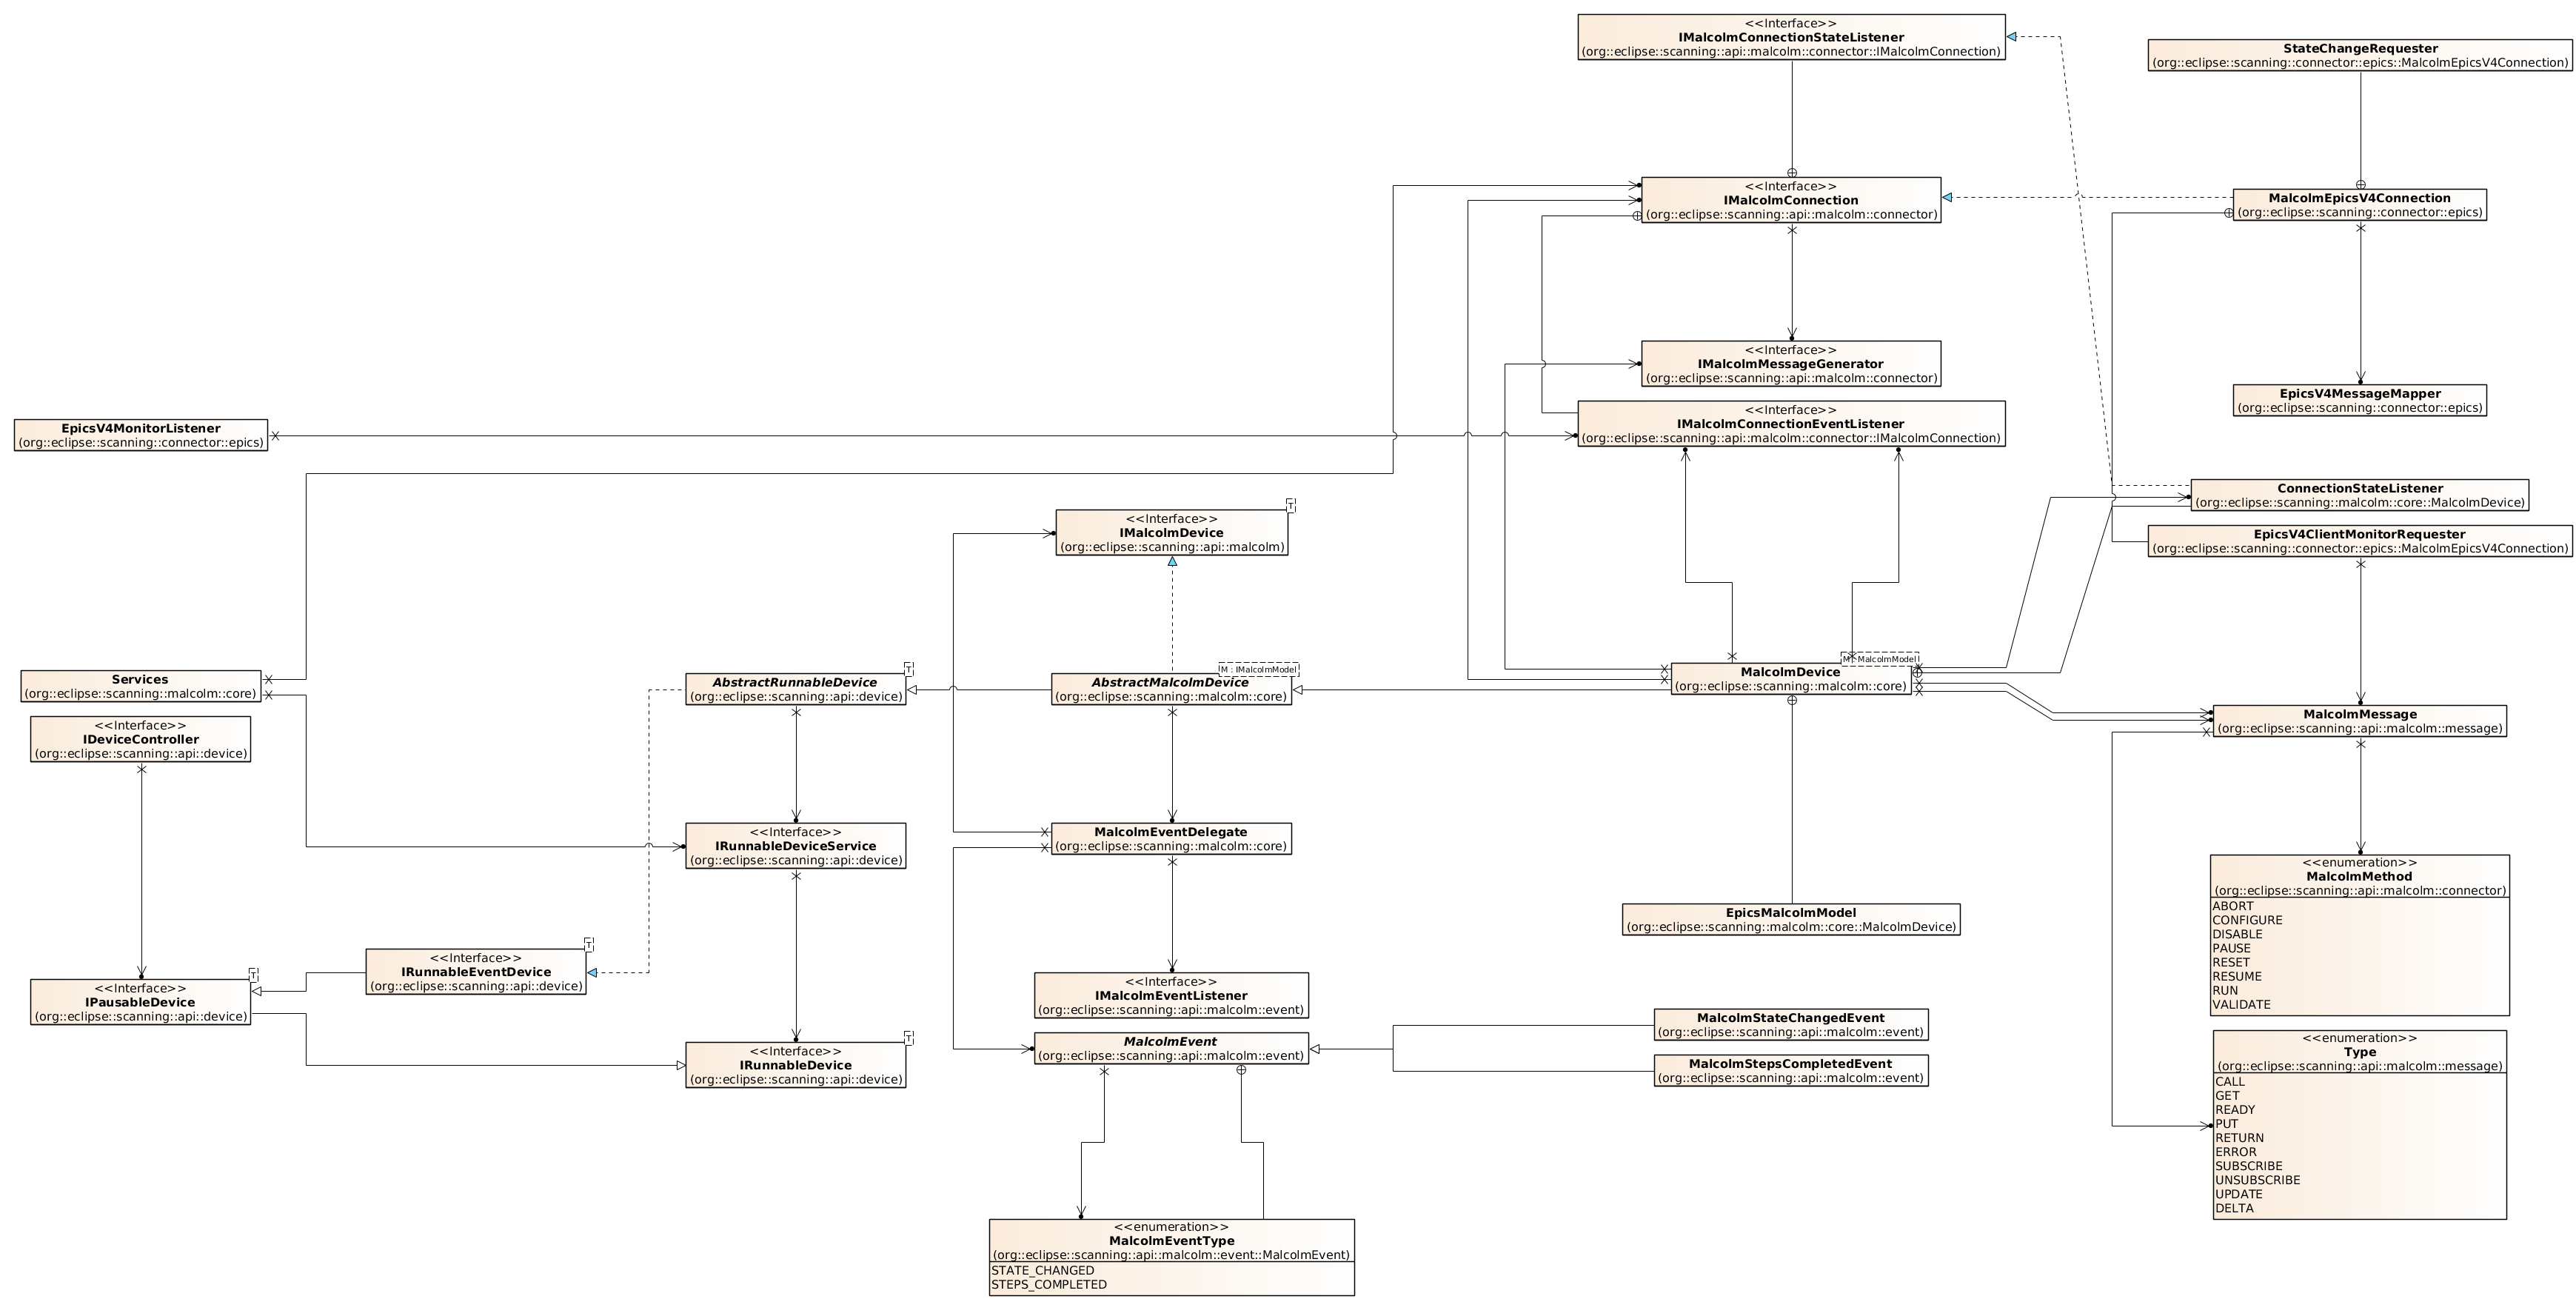 <<Interface>>
IMalcolmConnectionStateListener
(org::eclipse::scanning::api::malcolm::connector::IMalcolmConnection)
StateChangeRequester
(org::eclipse::scanning::connector::epics::MalcolmEpicsV4Connection)
<<Interface>>
IMalcolmConnection
(org::eclipse::scanning::api::malcolm::connector)
MalcolmEpicsV4Connection
(org::eclipse::scanning::connector::epics)
<<Interface>>
IMalcolmMessageGenerator
(org::eclipse::scanning::api::malcolm::connector)
EpicsV4MessageMapper
(org::eclipse::scanning::connector::epics)
EpicsV4MonitorListener
(org::eclipse::scanning::connector::epics)
<<Interface>>
IMalcolmConnectionEventListener
(org::eclipse::scanning::api::malcolm::connector::IMalcolmConnection)
T
<<Interface>>
IMalcolmDevice
(org::eclipse::scanning::api::malcolm)
ConnectionStateListener
(org::eclipse::scanning::malcolm::core::MalcolmDevice)
EpicsV4ClientMonitorRequester
(org::eclipse::scanning::connector::epics::MalcolmEpicsV4Connection)
Services
(org::eclipse::scanning::malcolm::core)
T
AbstractRunnableDevice
(org::eclipse::scanning::api::device)
M : IMalcolmModel
AbstractMalcolmDevice
(org::eclipse::scanning::malcolm::core)
MalcolmDevice
(org::eclipse::scanning::malcolm::core)
MalcolmMessage
(org::eclipse::scanning::api::malcolm::message)
<<Interface>>
IDeviceController
(org::eclipse::scanning::api::device)
<<Interface>>
IRunnableDeviceService
(org::eclipse::scanning::api::device)
MalcolmEventDelegate
(org::eclipse::scanning::malcolm::core)
<<enumeration>>
MalcolmMethod
(org::eclipse::scanning::api::malcolm::connector)
ABORT
CONFIGURE
DISABLE
PAUSE
RESET
RESUME
RUN
VALIDATE
EpicsMalcolmModel
(org::eclipse::scanning::malcolm::core::MalcolmDevice)
T
<<Interface>>
IRunnableEventDevice
(org::eclipse::scanning::api::device)
T
<<Interface>>
IPausableDevice
(org::eclipse::scanning::api::device)
<<Interface>>
IMalcolmEventListener
(org::eclipse::scanning::api::malcolm::event)
MalcolmStateChangedEvent
(org::eclipse::scanning::api::malcolm::event)
T
<<Interface>>
IRunnableDevice
(org::eclipse::scanning::api::device)
MalcolmEvent
(org::eclipse::scanning::api::malcolm::event)
MalcolmStepsCompletedEvent
(org::eclipse::scanning::api::malcolm::event)
<<enumeration>>
Type
(org::eclipse::scanning::api::malcolm::message)
CALL
GET
READY
PUT
RETURN
ERROR
SUBSCRIBE
UNSUBSCRIBE
UPDATE
DELTA
<<enumeration>>
MalcolmEventType
(org::eclipse::scanning::api::malcolm::event::MalcolmEvent)
STATE_CHANGED
STEPS_COMPLETED